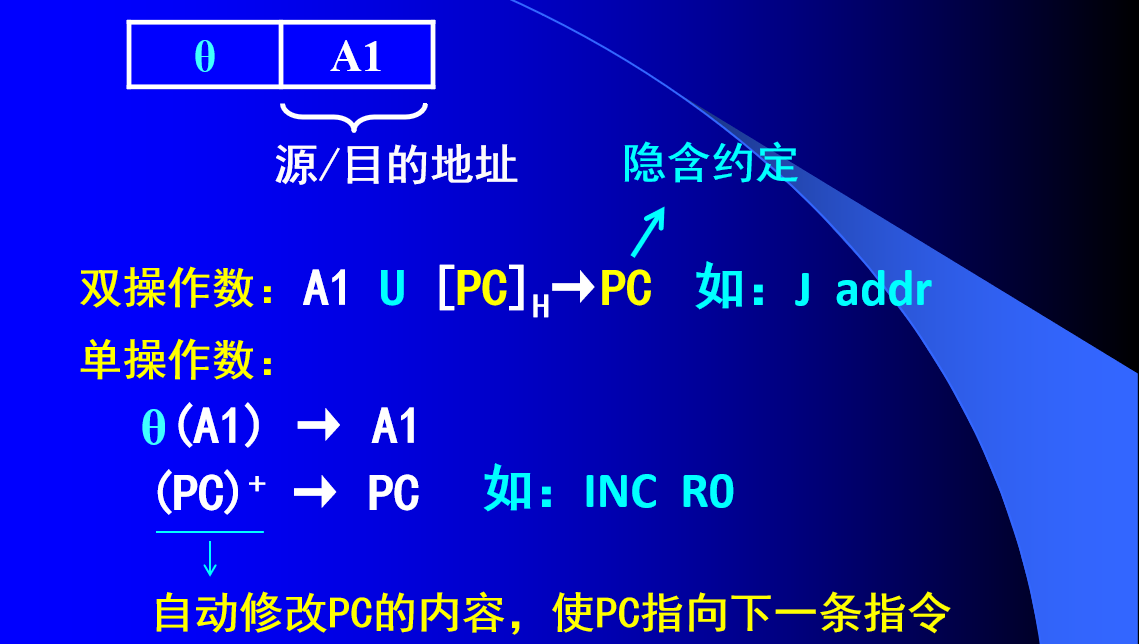 θ A1
源/目的地址
隐含约定
双操作数：A1 U [PC]H→PC 如：J addr
单操作数：
θ(A1) → A1
(PC)+ → PC 如：INC R0
自动修改PC的内容，使PC指向下一条指令